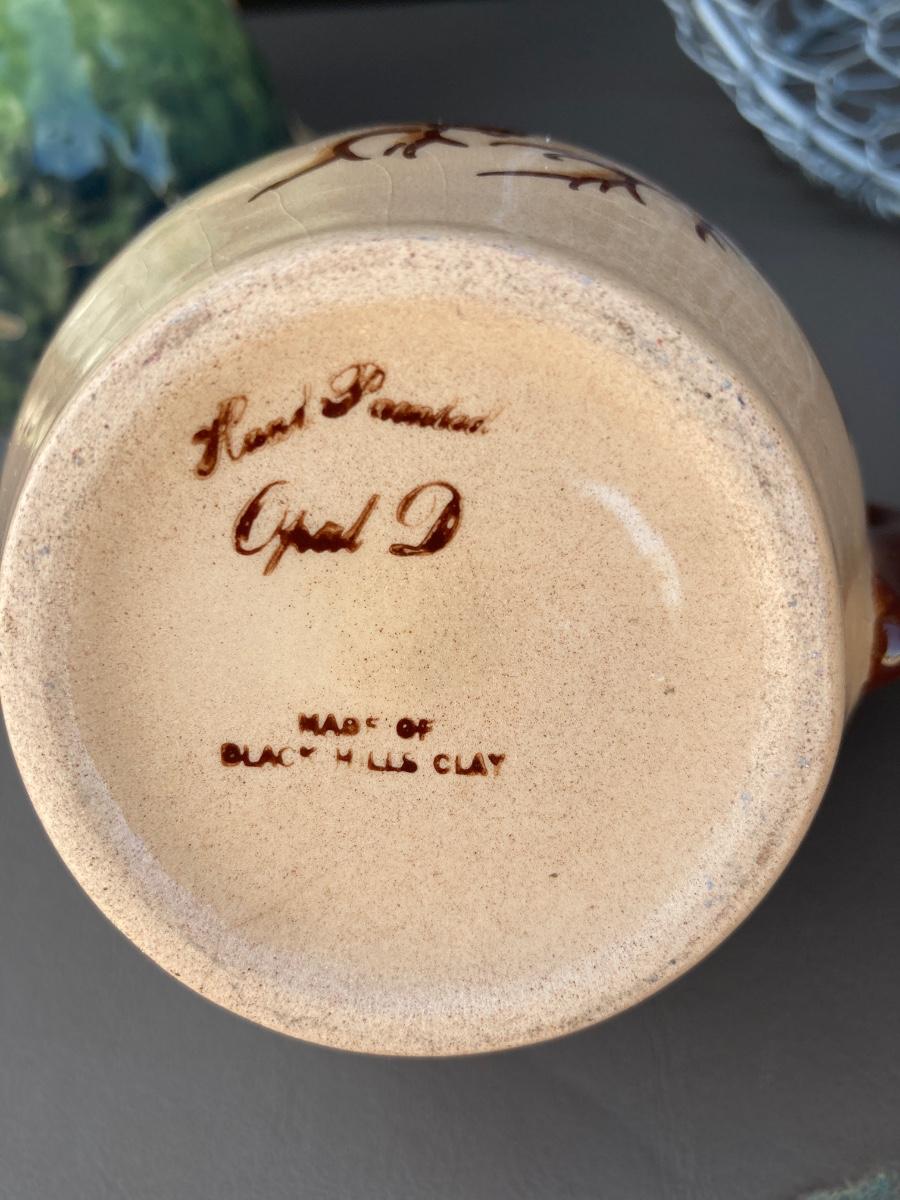 Hand Painted
Opal D
MADE OF
BLACK HILLS CLAY